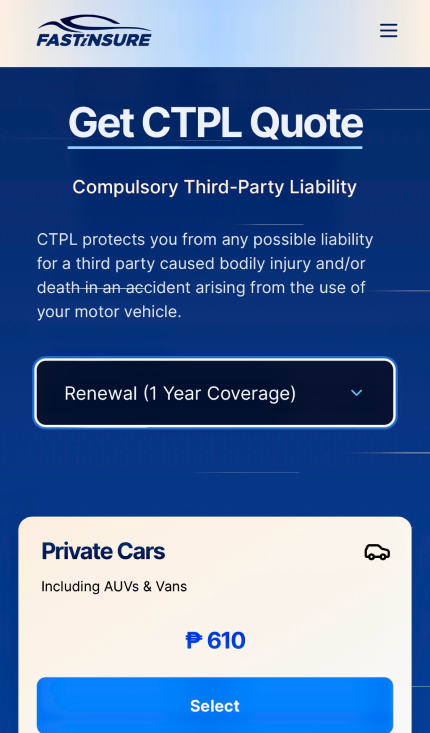 FASTINSURE
Get CTPL Quote
Compulsory Third-Party Liability
CTPL protects you from any possible liability
for a third party caused bodily injury and/or
death in an accident arising from the use of
your motor vehicle.
Renewal (1 Year Coverage)
Private Cars
Including AUVs & Vans
₱ 610
Select